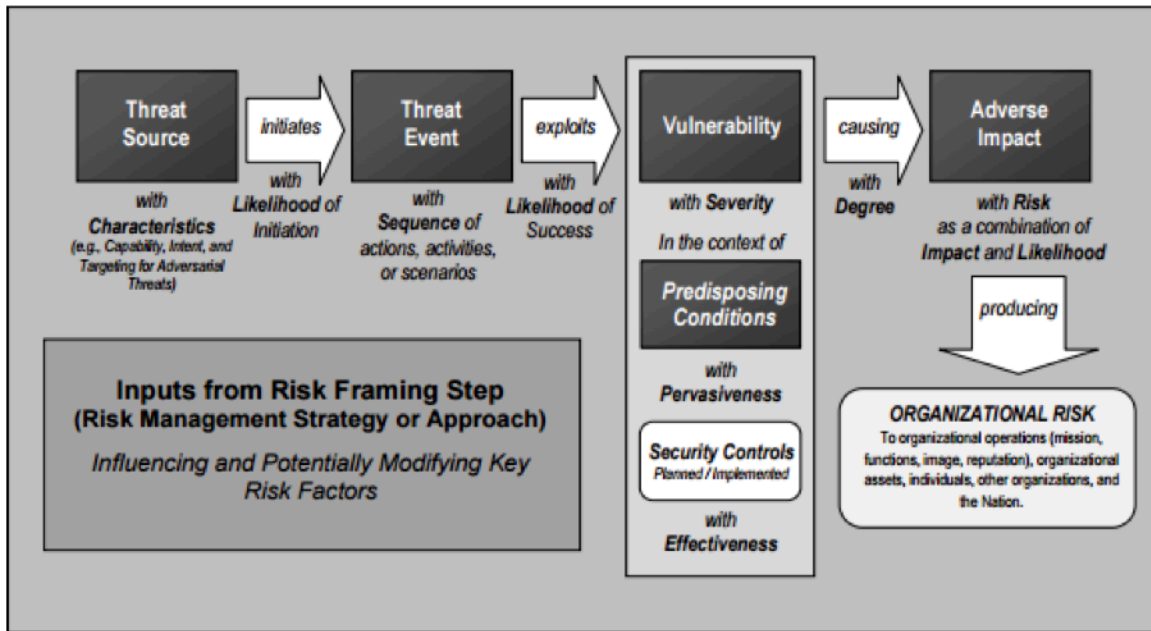 Threat
Source
initiates
Threat
Event
exploits
Vulnerability
causing
Adverse
Impact
with
Characteristics
(e.g., Capability, Intent, and
Targeting for Adversarial
Threats)
with
Likelihood of
Initiation
with
Sequence of
actions, activities,
or scenarios
with
Likelihood of
Success
with Severity
In the context of
Predisposing
Conditions
with
Pervasiveness
Security Controls
Planned / Implemented
with
Effectiveness
with
Degree
with Risk
as a combination of
Impact and Likelihood
producing
ORGANIZATIONAL RISK
To organizational operations (mission,
functions, image, reputation), organizational
assets, individuals, other organizations, and
the Nation.
Inputs from Risk Framing Step
(Risk Management Strategy or Approach)
Influencing and Potentially Modifying Key
Risk Factors